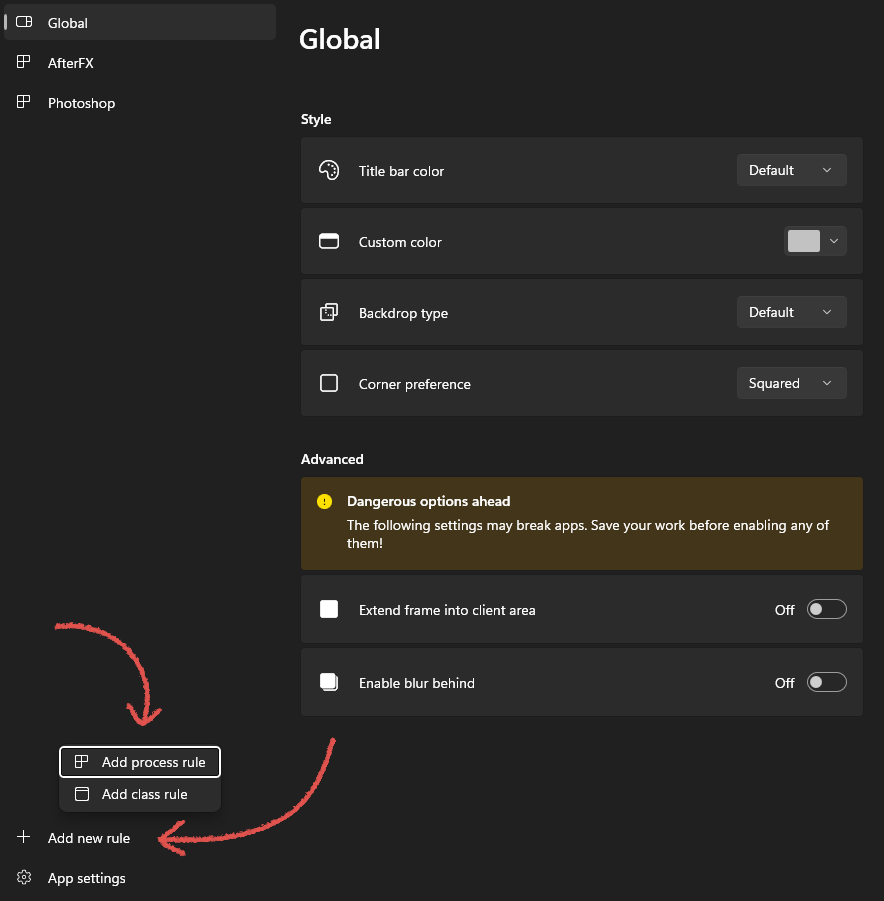 Global
AfterFX
Photoshop
Global
Style
Title bar color
Default
Custom color
Backdrop type
Default
Corner preference
Squared
Advanced
Dangerous options ahead
The following settings may break apps. Save your work before enabling any of
them!
Extend frame into client area
Off
Enable blur behind
Off
Add process rule
Add class rule
Add new rule
App settings